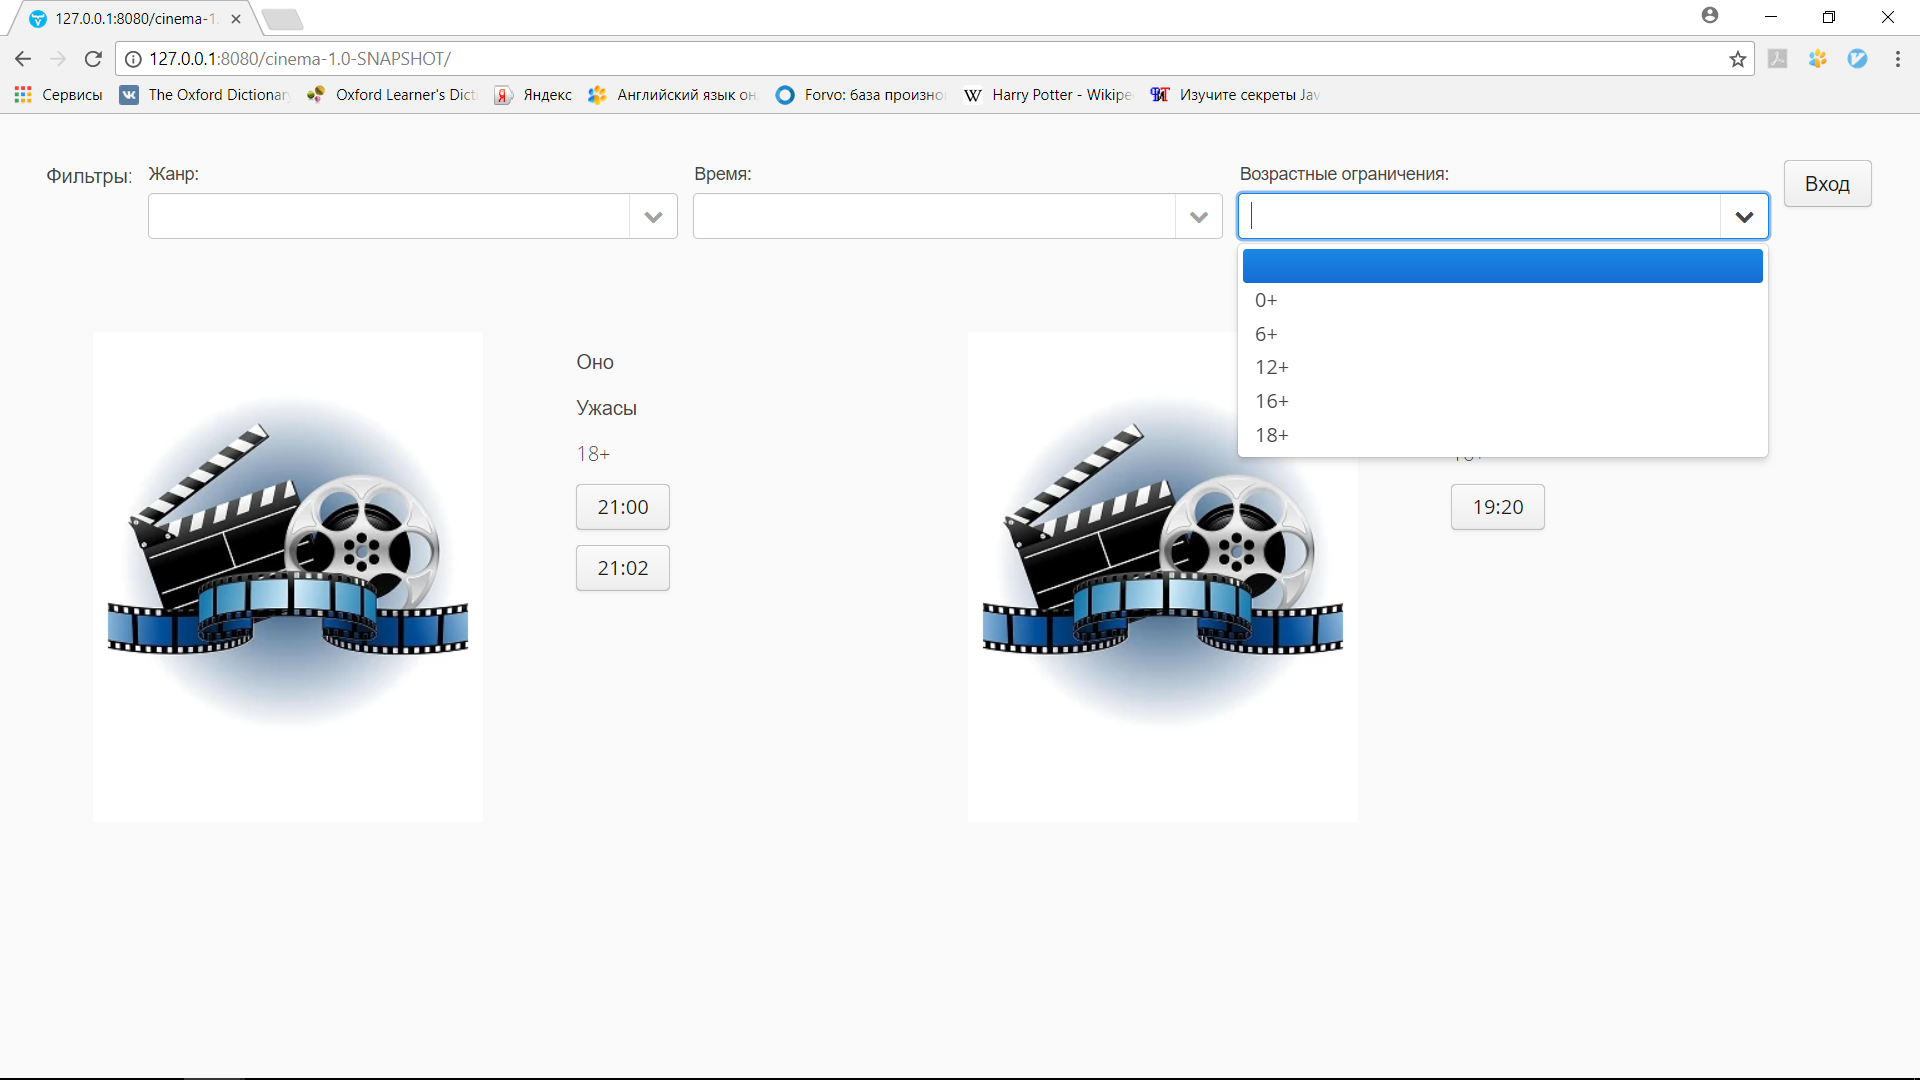 127.0.0.1:8080/cinema-1.
127.0.0.1:8080/cinema-1.0-SNAPSHOT/
Сервисы The Oxford Dictionary Oxford Learner's Dict Яндекс Английский язык он Forvo: база произно Harry Potter - Wikipe Изучите секреты Jav
Фильтры: Жанр: Время: Возрастные ограничения: Вход
0+
6+
12+
16+
18+
Оно
Ужасы
18+
21:00
21:02
19:20